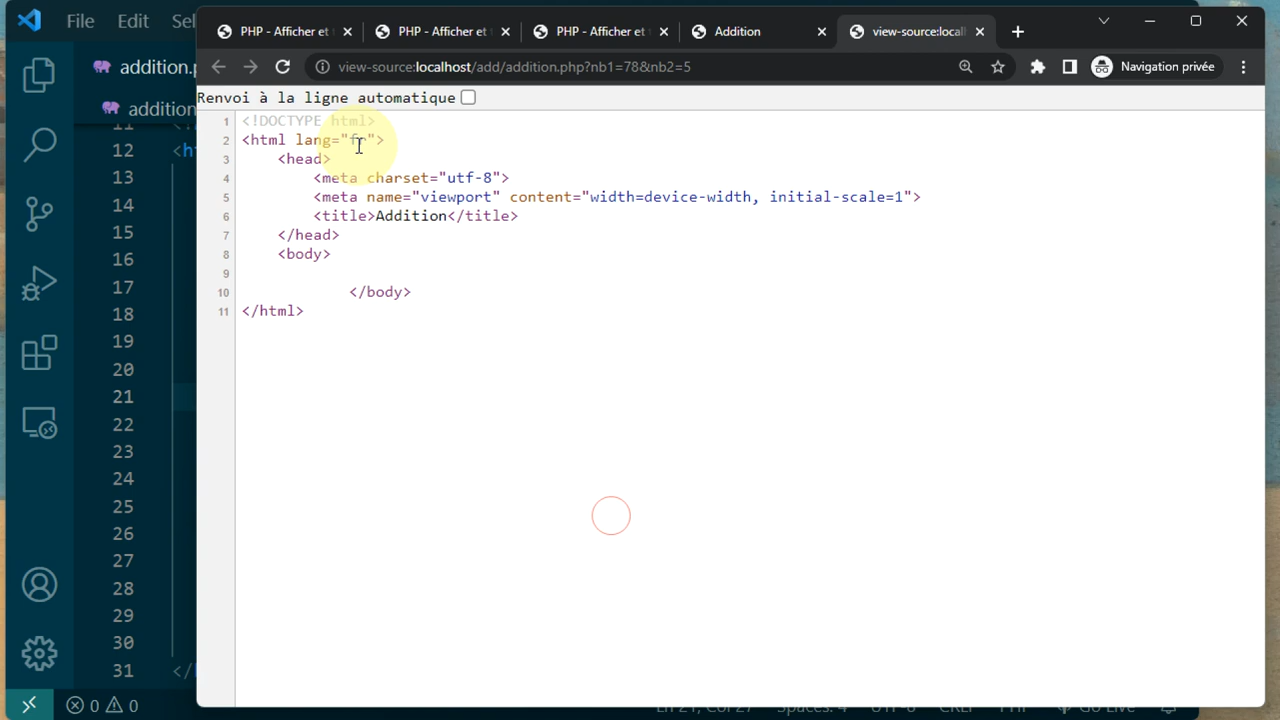 File Edit Sel
PHP - Afficher et PHP - Afficher et PHP - Afficher et Addition view-source:local
addition.p
view-source:localhost/add/addition.php?nb1=78&nb2=5 Navigation privée
Renvoi à la ligne automatique
addition
1 <!DOCTYPE html>
2 <html lang="fr">
3 <head>
4 <meta charset="utf-8">
5 <meta name="viewport" content="width=device-width, initial-scale=1">
6 <title>Addition</title>
7 </head>
8 <body>
9
10 </body>
11 </html>
11
12 <h
13
14
15
16
17
18
19
20
21
22
23
24
25
26
27
28
29
30
31 </
0 0